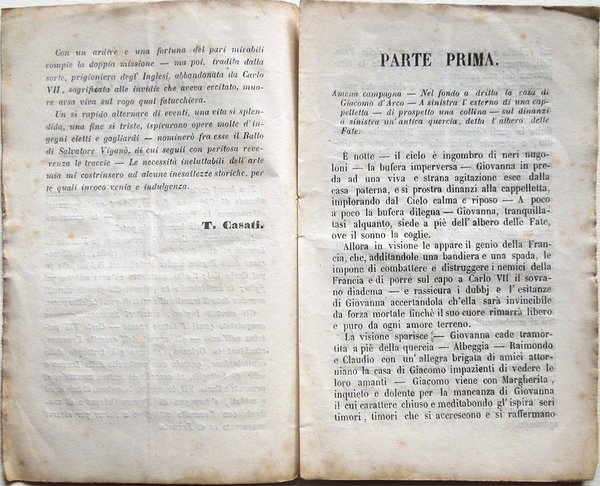 Con un ardire e una fortuna del pari mirabili
compie la doppia missione — ma poi, tradita dalla
sorte, prigioniera degl' Inglesi, abbandonata da Carlo
VII, sagrificata alle invidie che aveva eccitato, muo-
re arsa viva sul rogo qual fatucchiera.
Un si rapido alternar di eventi, una vita si splen-
dida, una fine si triste, ispirarono opere molte d'in-
gegni eletti e gagliardi — nominerò fra esse il Ballo
di Salvatore Viganò, di cui seguii con peritosa reve-
renza le traccie — Le necessità ineluttabili dell'arte
mia mi costrinsero ad alcune inesattezze storiche, per
le quali invoco venia e indulgenza.
T. Casati.
PARTE PRIMA.
Amena campagna — Nel fondo a dritta la casa di
Giacomo d'Arco — A sinistra l'esterno di una cap-
pelletta — di prospetto una collina — sul dinanzi
a sinistra un'antica quercia, detta l'albero delle
Fate.
È notte — il cielo è ingombro di neri nugo-
loni — la bufera imperversa — Giovanna in pre-
da ad una viva e strana agitazione esce dalla
casa paterna, e si prostra dinanzi alla cappelletta,
implorando dal Cielo calma e riposo — A poco
a poco la bufera dilegua — Giovanna, tranquilla-
tasi alquanto, siede a piè dell'albero delle Fate,
ove il sonno la coglie.
Allora in visione le appare il genio della Fran-
cia, che, additandole una bandiera e una spada, le
impone di combattere e distruggere i nemici della
Francia e di porre sul capo a Carlo VII il sovra-
no diadema — e rassicura i dubbj e l'esitanze
di Giovanna accertandola ch'ella sarà invincibile
da forza mortale finchè il suo cuore rimarrà libero
e puro da ogni amore terreno.
La visione sparisce — Giovanna cade tramor-
tita a piè della quercia — Albeggia — Raimondo
e Claudio con un'allegra brigata di amici attor-
niano la casa di Giacomo impazienti di vedere le
loro amanti — Giacomo viene con Margherita,
inquieto e dolente per la mancanza di Giovanna
il cui carattere chiuso e meditabondo gl'ispira seri
timori, timori che si accrescono e si raffermano